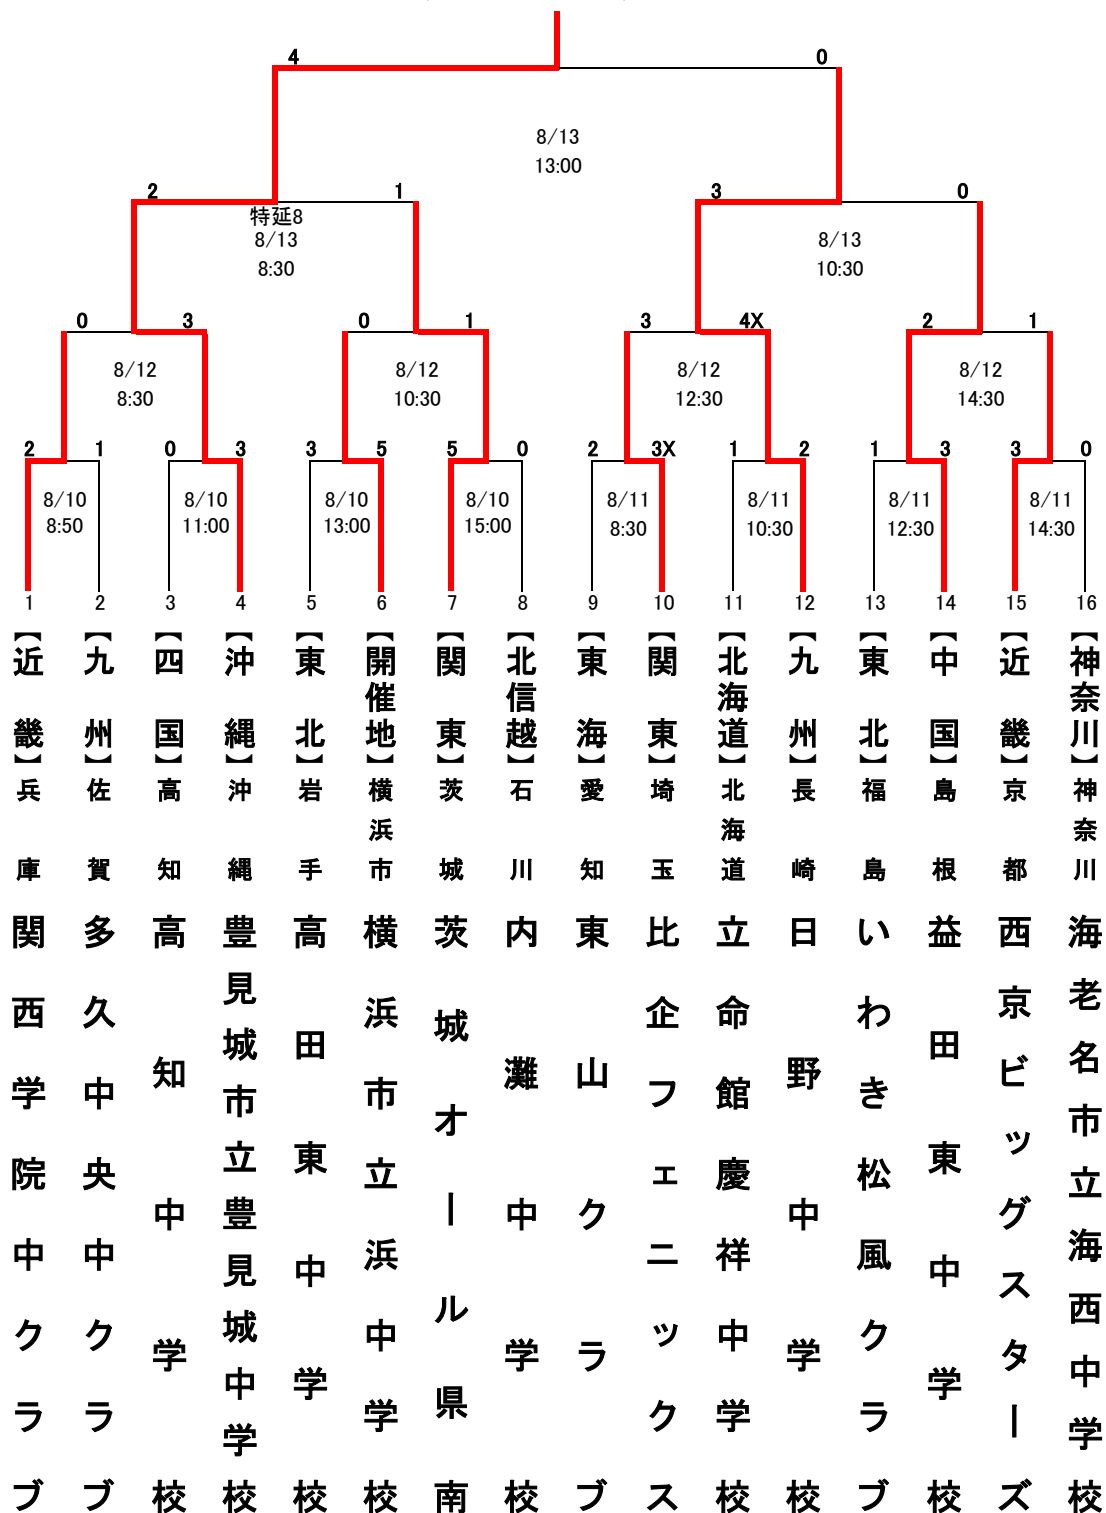 4 0
8/13
13:00
2 1 3 0
特延8
8/13 8/13
8:30 10:30
0 3 0 1 3 4X 2 1
8/12 8/12 8/12 8/12
8:30 10:30 12:30 14:30
2 1 0 3 3 5 5 0 2 3X 1 2 1 3 3 0
8/10 8/10 8/10 8/10 8/11 8/11 8/11 8/11
8:50 11:00 13:00 15:00 8:30 10:30 12:30 14:30
1 2 3 4 5 6 7 8 9 10 11 12 13 14 15 16
【近畿】兵庫 関西学院中クラブ
【九州】佐賀 多久中央中クラブ
【四国】高知 高知中学校
【沖縄】沖縄 豊見城市立豊見城中学校
【東北】岩手 高田東中学校
【開催地】横浜市 横浜市立浜中学校
【関東】茨城 茨城オール県南
【北信越】石川 内灘中学校
【東海】愛知 東山クラブ
【関東】埼玉 比企フェニックス
【北海道】北海道 立命館慶祥中学校
【九州】長崎 日野中学校
【東北】福島 いわき松風クラブ
【中国】島根 益田東中学校
【近畿】京都 西京ビッグスターズ
【神奈川】神奈川 海老名市立海西中学校